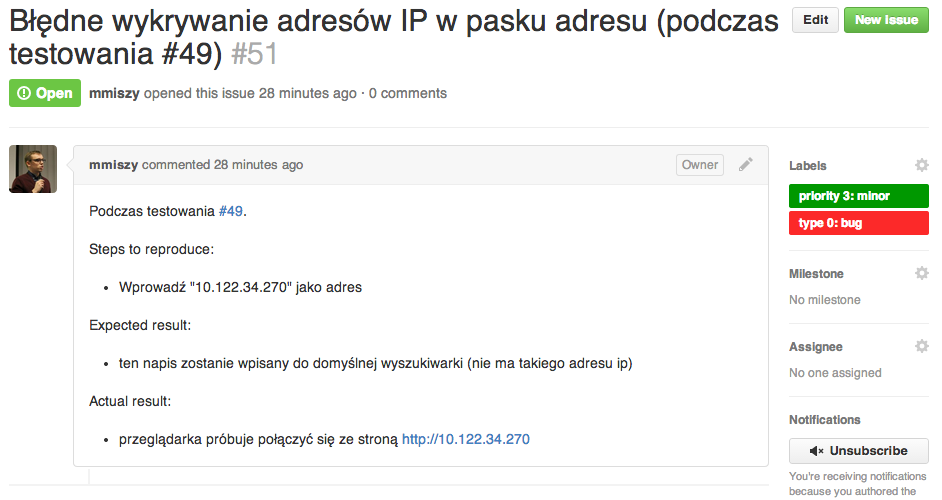 Błędne wykrywanie adresów IP w pasku adresu (podczas
testowania #49) #51
Edit
New Issue
Open
mmiszy opened this issue 28 minutes ago · 0 comments
mmiszy commented 28 minutes ago
Owner
Podczas testowania #49.
Steps to reproduce:
• Wprowadź "10.122.34.270" jako adres
Expected result:
• ten napis zostanie wpisany do domyślnej wyszukiwarki (nie ma takiego adresu ip)
Actual result:
• przeglądarka próbuje połączyć się ze stroną http://10.122.34.270
Labels
priority 3: minor
type 0: bug
Milestone
No milestone
Assignee
No one assigned
Notifications
Unsubscribe
You're receiving notifications
because you authored the